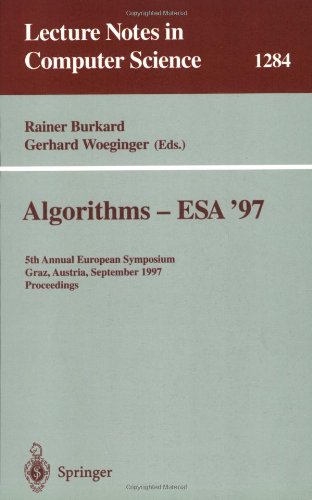 Lecture Notes in
Computer Science 1284
Rainer Burkard
Gerhard Woeginger (Eds.)
Algorithms – ESA '97
5th Annual European Symposium
Graz, Austria, September 1997
Proceedings
Springer